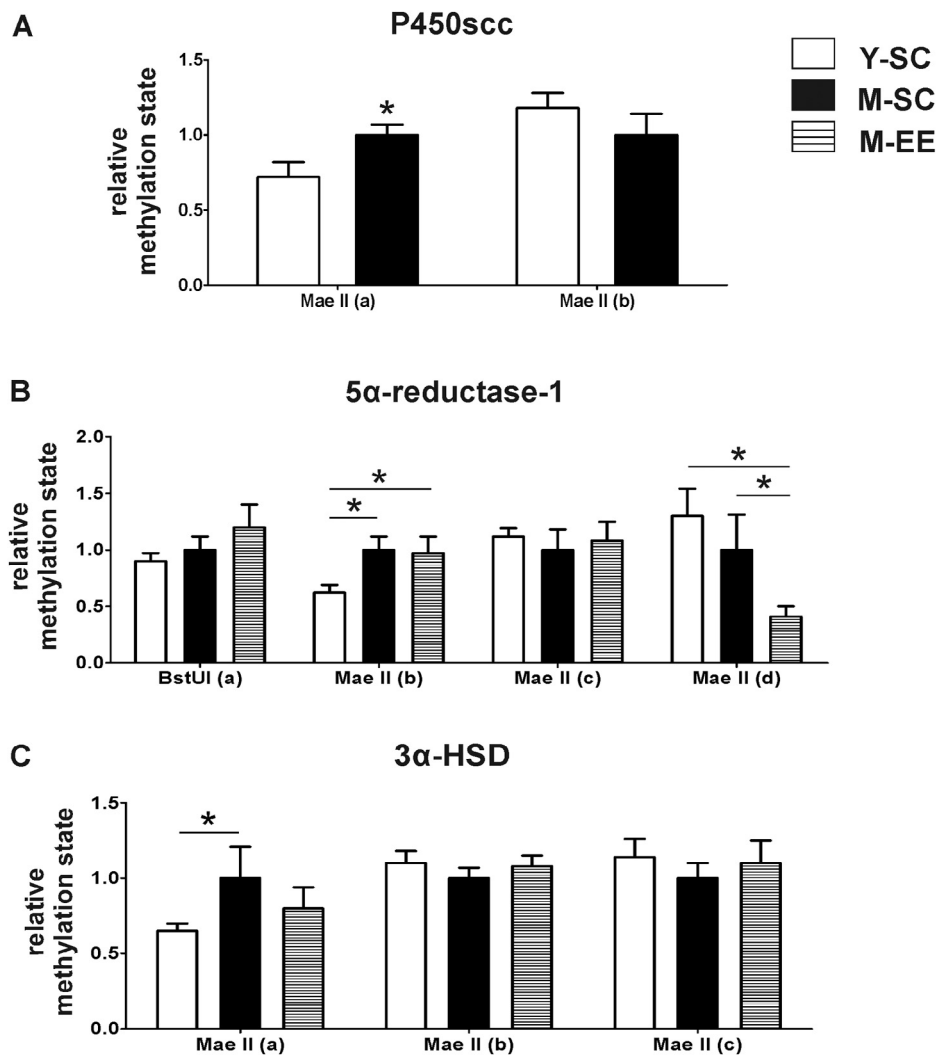 A
P450scc
Y-SC
M-SC
M-EE
relative
methylation state
1.5
1.0
0.5
0.0
*
Mae II (a)
Mae II (b)
B
5α-reductase-1
relative
methylation state
2.0
1.5
1.0
0.5
0.0
*
*
*
*
BstUI (a)
Mae II (b)
Mae II (c)
Mae II (d)
C
3α-HSD
relative
methylation state
1.5
1.0
0.5
0.0
*
Mae II (a)
Mae II (b)
Mae II (c)